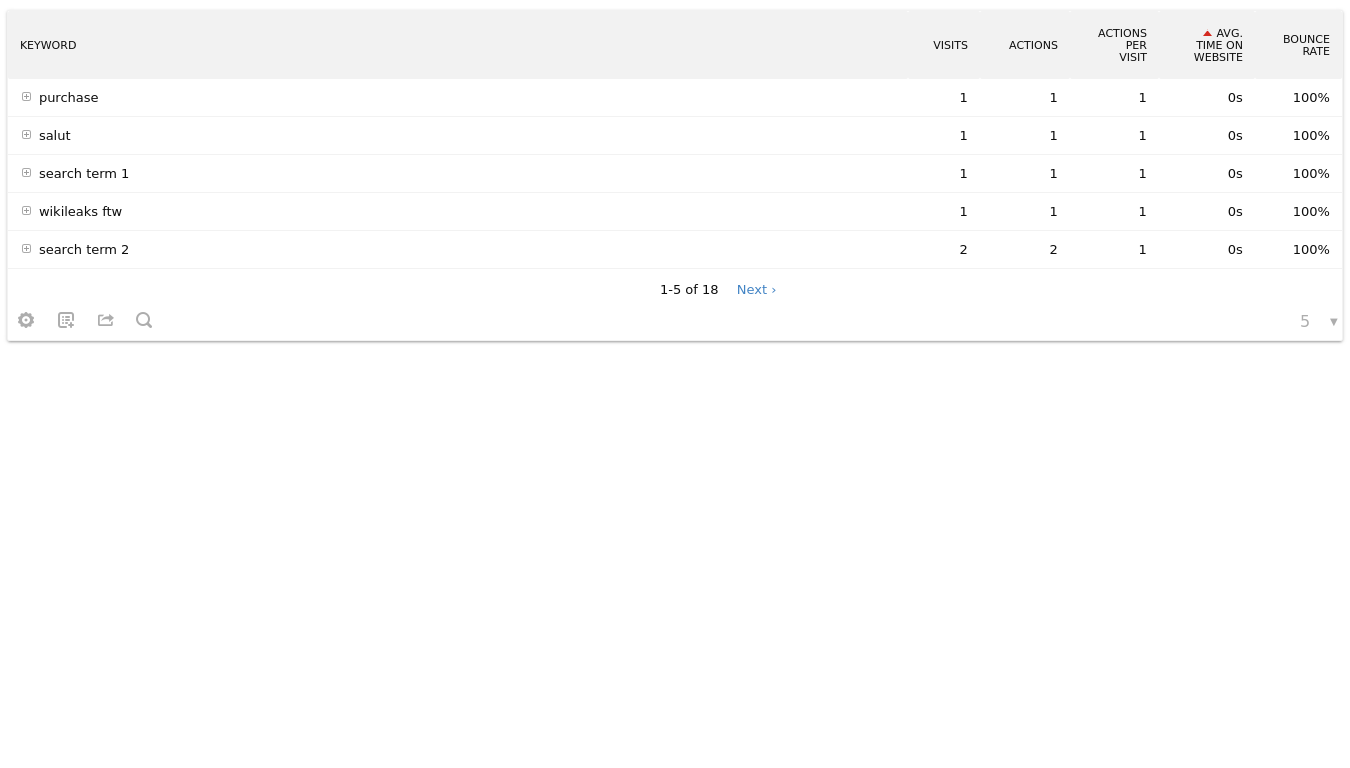 KEYWORD VISITS ACTIONS ACTIONS PER VISIT AVG. TIME ON WEBSITE BOUNCE RATE
purchase 1 1 1 0s 100%
salut 1 1 1 0s 100%
search term 1 1 1 1 0s 100%
wikileaks ftw 1 1 1 0s 100%
search term 2 2 2 1 0s 100%
1-5 of 18 Next ›
5